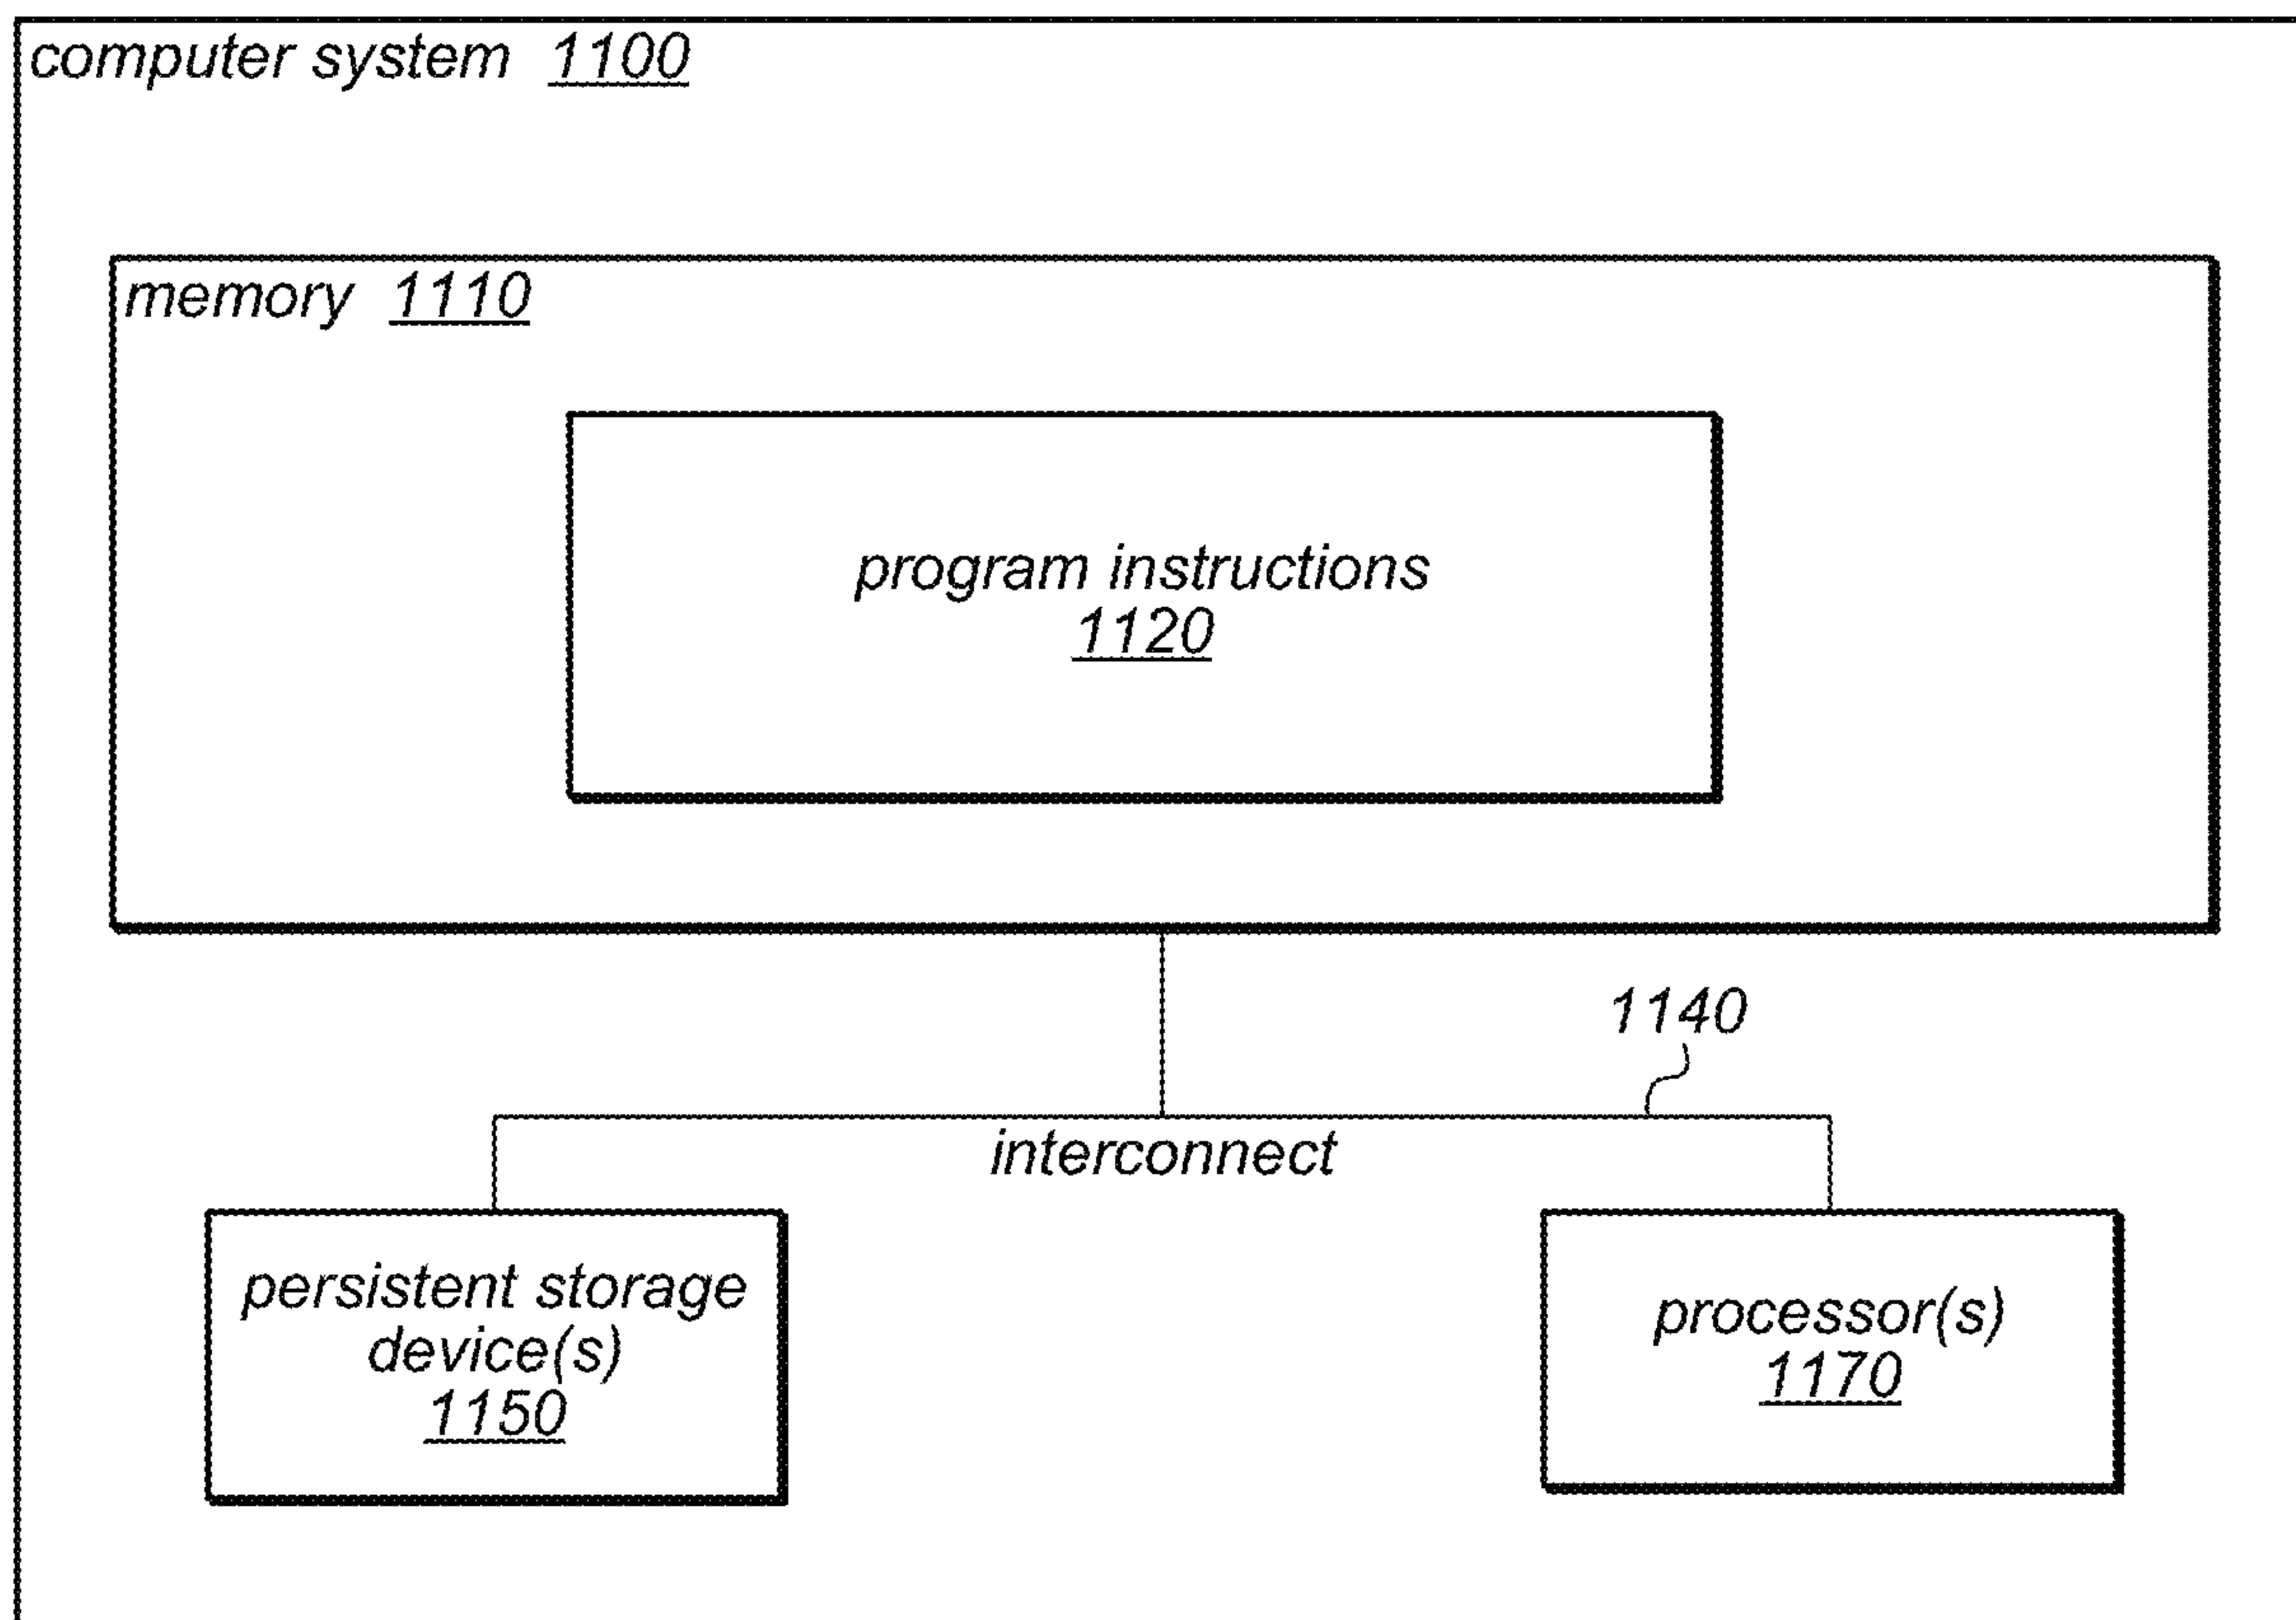 computer system 1100
memory 1110
program instructions
1120
1140
interconnect
persistent storage
device(s)
1150
processor(s)
1170